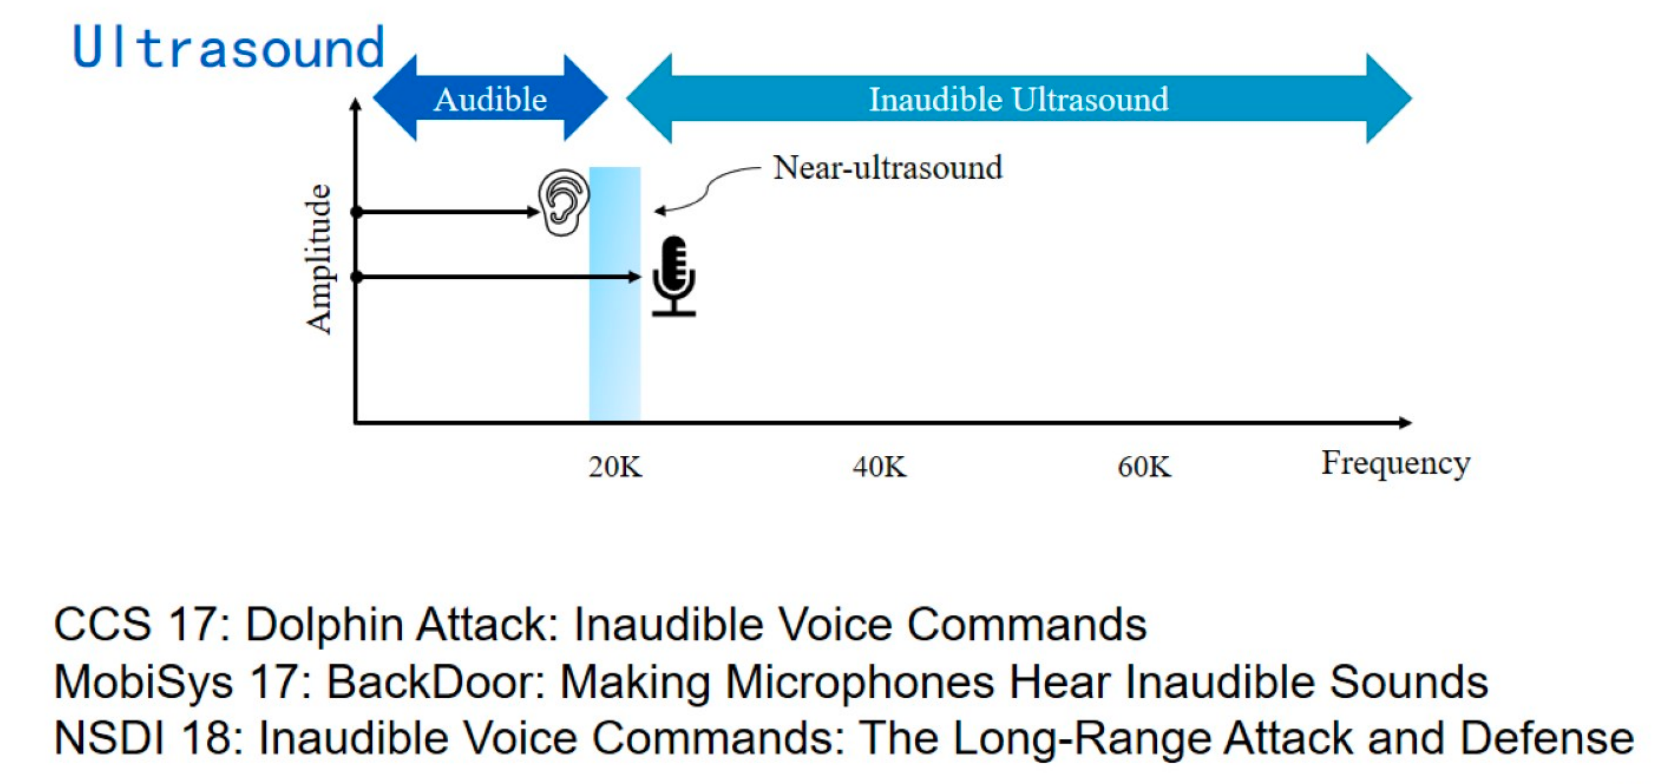 Ultrasound
Audible
Inaudible Ultrasound
Near-ultrasound
Amplitude
20K
40K
60K
Frequency
CCS 17: Dolphin Attack: Inaudible Voice Commands
MobiSys 17: BackDoor: Making Microphones Hear Inaudible Sounds
NSDI 18: Inaudible Voice Commands: The Long-Range Attack and Defense